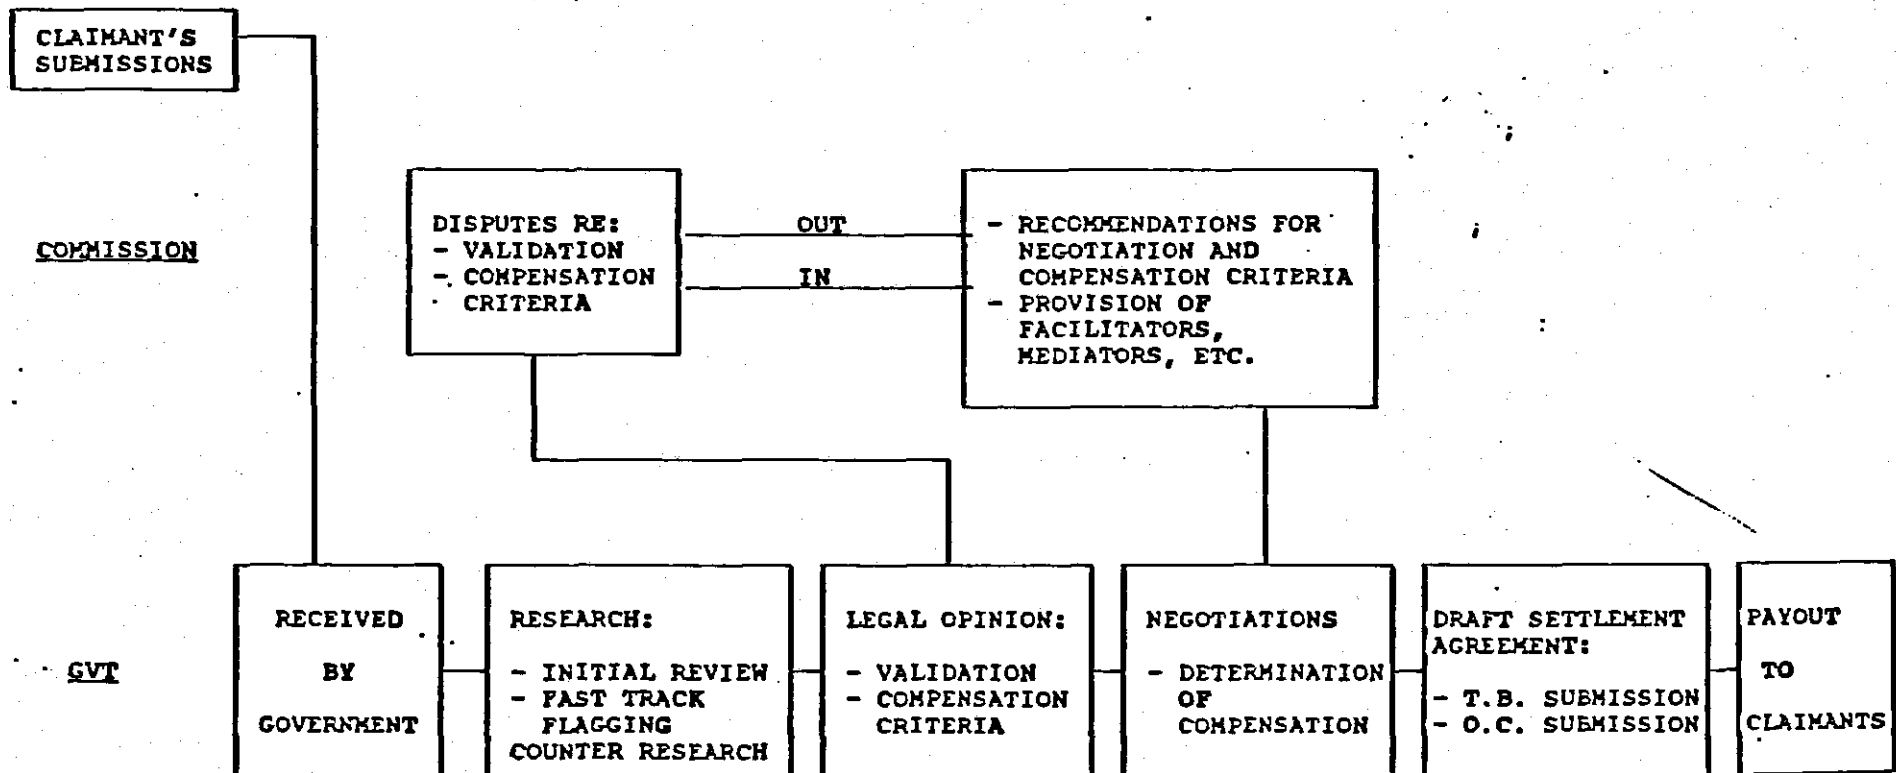 CLAIMANT'S
SUBMISSIONS
COMMISSION
DISPUTES RE:
- VALIDATION
- COMPENSATION
CRITERIA
OUT
IN
- RECOMMENDATIONS FOR
NEGOTIATION AND
COMPENSATION CRITERIA
- PROVISION OF
FACILITATORS,
MEDIATORS, ETC.
GVT
RECEIVED
BY
GOVERNMENT
RESEARCH:
- INITIAL REVIEW
- FAST TRACK
FLAGGING
COUNTER RESEARCH
LEGAL OPINION:
- VALIDATION
- COMPENSATION
CRITERIA
NEGOTIATIONS
- DETERMINATION
OF
COMPENSATION
DRAFT SETTLEMENT
AGREEMENT:
- T.B. SUBMISSION
- O.C. SUBMISSION
PAYOUT
TO
CLAIMANTS